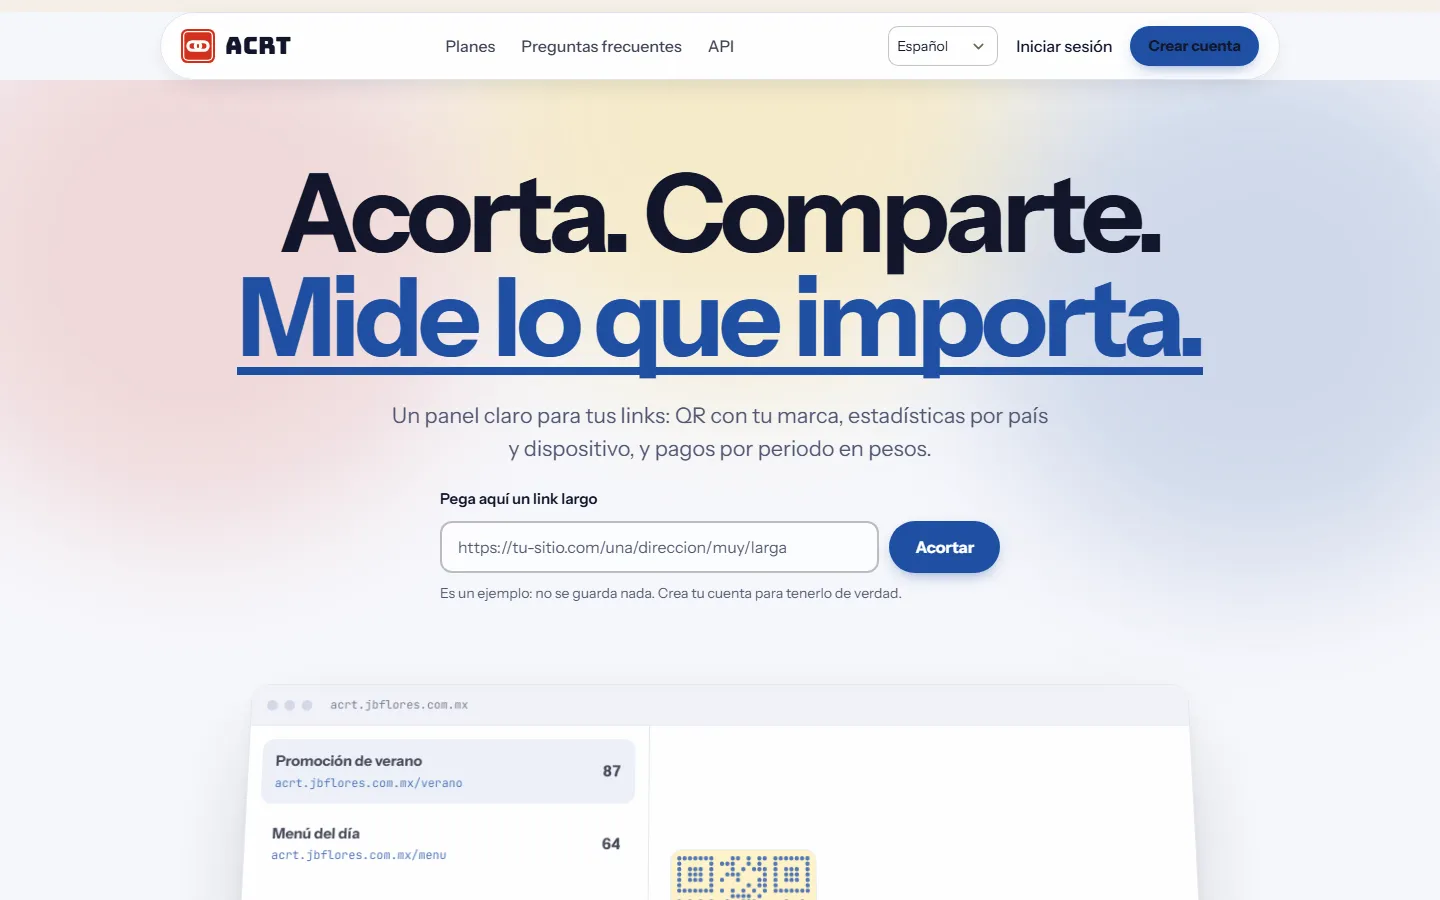 ACRT
Planes
Preguntas frecuentes
API
Español
Iniciar sesión
Crear cuenta
Acorta. Comparte.
Mide lo que importa.
Un panel claro para tus links: QR con tu marca, estadísticas por país
y dispositivo, y pagos por periodo en pesos.
Pega aquí un link largo
https://tu-sitio.com/una/direccion/muy/larga
Acortar
Es un ejemplo: no se guarda nada. Crea tu cuenta para tenerlo de verdad.
acrt.jbflores.com.mx
Promoción de verano
87
acrt.jbflores.com.mx/verano
Menú del día
64
acrt.jbflores.com.mx/menu